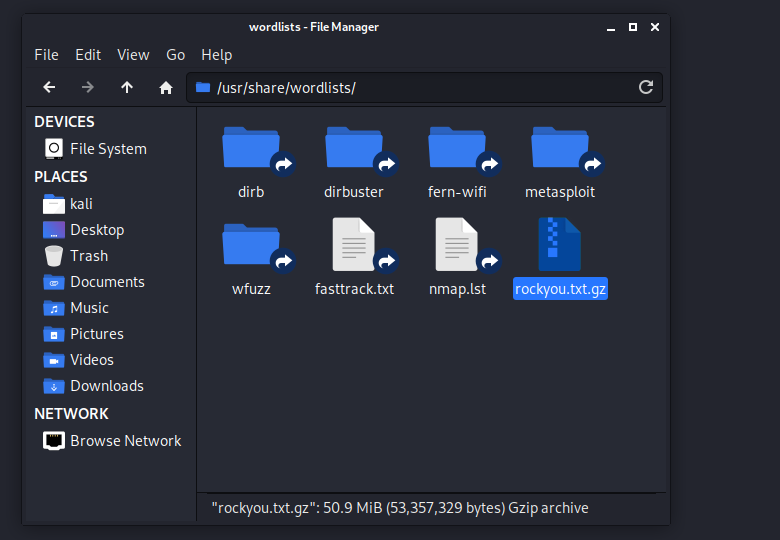 wordlists - File Manager
File Edit View Go Help
/usr/share/wordlists/
DEVICES
File System
PLACES
kali
Desktop
Trash
Documents
Music
Pictures
Videos
Downloads
NETWORK
Browse Network
dirb dirbuster fern-wifi metasploit
wfuzz fasttrack.txt nmap.lst rockyou.txt.gz
"rockyou.txt.gz": 50.9 MiB (53,357,329 bytes) Gzip archive